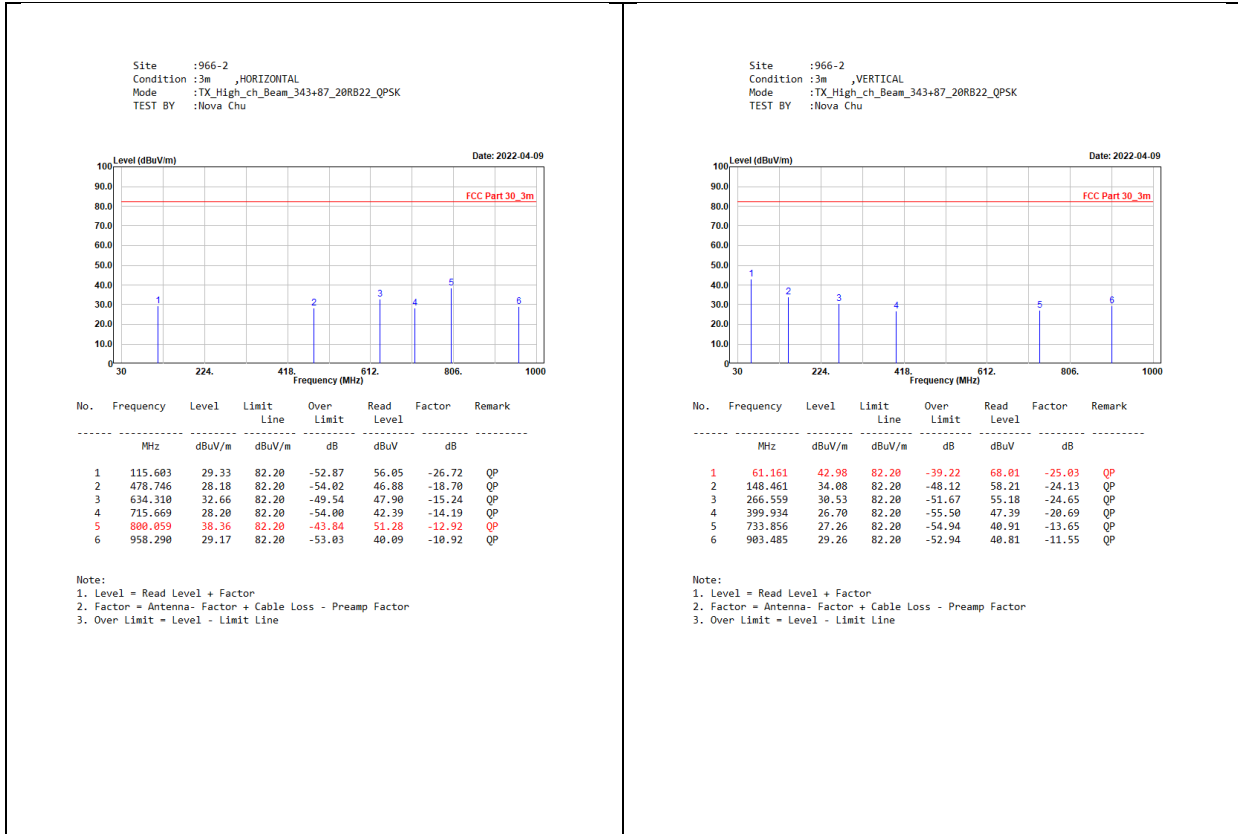 Site :966-2
Condition :3m ,HORIZONTAL
Mode :TX_High_ch_Beam_343+87_20RB22_QPSK
TEST BY :Nova Chu
Level (dBuV/m) Date: 2022-04-09
100
90.0
FCC Part 30_3m
80.0
70.0
60.0
50.0
40.0
30.0
20.0
10.0
0
1
2
3
4
5
6
30 224. 418. 612. 806. 1000
Frequency (MHz)
No. Frequency Level Limit Over Read Factor Remark
Line Limit Level
------ ----------- -------- -------- --------- -------- -------- ---------
MHz dBuV/m dBuV/m dB dBuV dB
1 115.603 29.33 82.20 -52.87 56.05 -26.72 QP
2 478.746 28.18 82.20 -54.02 46.88 -18.70 QP
3 634.310 32.66 82.20 -49.54 47.90 -15.24 QP
4 715.669 28.20 82.20 -54.00 42.39 -14.19 QP
5 800.059 38.36 82.20 -43.84 51.28 -12.92 QP
6 958.290 29.17 82.20 -53.03 40.09 -10.92 QP
Note:
1. Level = Read Level + Factor
2. Factor = Antenna- Factor + Cable Loss - Preamp Factor
3. Over Limit = Level - Limit Line
Site :966-2
Condition :3m ,VERTICAL
Mode :TX_High_ch_Beam_343+87_20RB22_QPSK
TEST BY :Nova Chu
Level (dBuV/m) Date: 2022-04-09
100
90.0
FCC Part 30_3m
80.0
70.0
60.0
50.0
40.0
30.0
20.0
10.0
0
1
2
3
4
5
6
30 224. 418. 612. 806. 1000
Frequency (MHz)
No. Frequency Level Limit Over Read Factor Remark
Line Limit Level
------ ----------- -------- -------- --------- -------- -------- ---------
MHz dBuV/m dBuV/m dB dBuV dB
1 61.161 42.98 82.20 -39.22 68.01 -25.03 QP
2 148.461 34.08 82.20 -48.12 58.21 -24.13 QP
3 266.559 30.53 82.20 -51.67 55.18 -24.65 QP
4 399.934 26.70 82.20 -55.50 47.39 -20.69 QP
5 733.856 27.26 82.20 -54.94 40.91 -13.65 QP
6 903.485 29.26 82.20 -52.94 40.81 -11.55 QP
Note:
1. Level = Read Level + Factor
2. Factor = Antenna- Factor + Cable Loss - Preamp Factor
3. Over Limit = Level - Limit Line